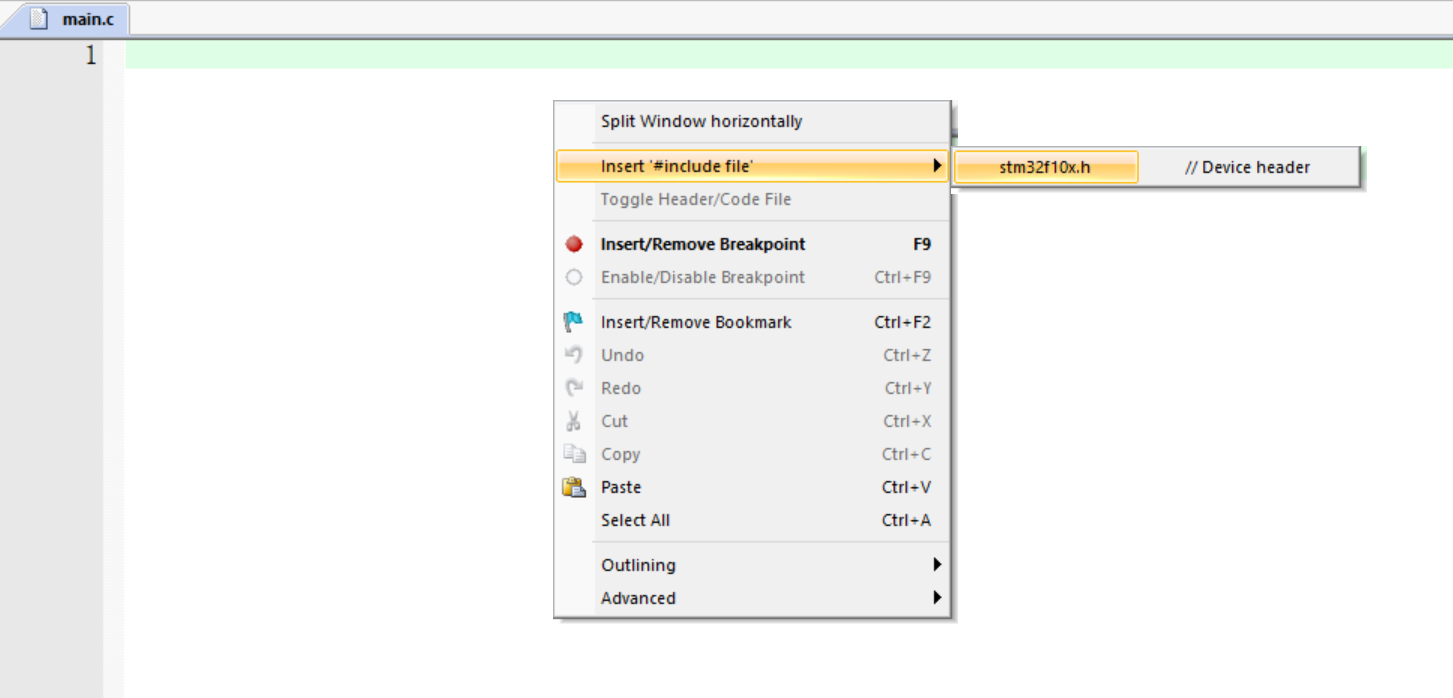 main.c
1
Split Window horizontally
Insert '#include file' stm32f10x.h // Device header
Toggle Header/Code File
Insert/Remove Breakpoint F9
Enable/Disable Breakpoint Ctrl+F9
Insert/Remove Bookmark Ctrl+F2
Undo Ctrl+Z
Redo Ctrl+Y
Cut Ctrl+X
Copy Ctrl+C
Paste Ctrl+V
Select All Ctrl+A
Outlining
Advanced